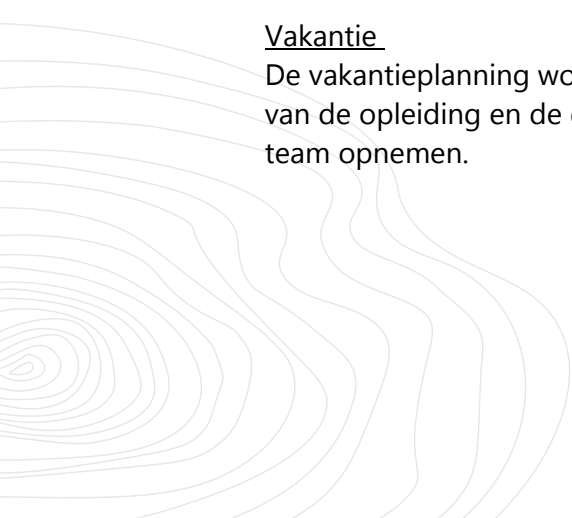 Vakantie
De vakantieplanning
van de opleiding en de
team opnemen.